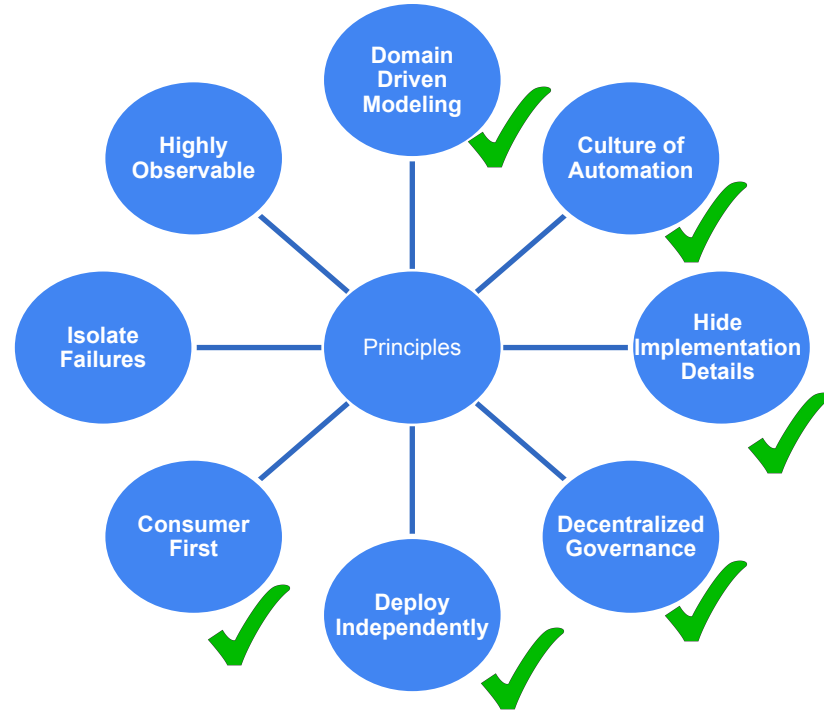 Domain
Driven
Modeling
Culture of
Automation
Hide
Implementation
Details
Decentralized
Governance
Deploy
Independently
Consumer
First
Isolate
Failures
Highly
Observable
Principles